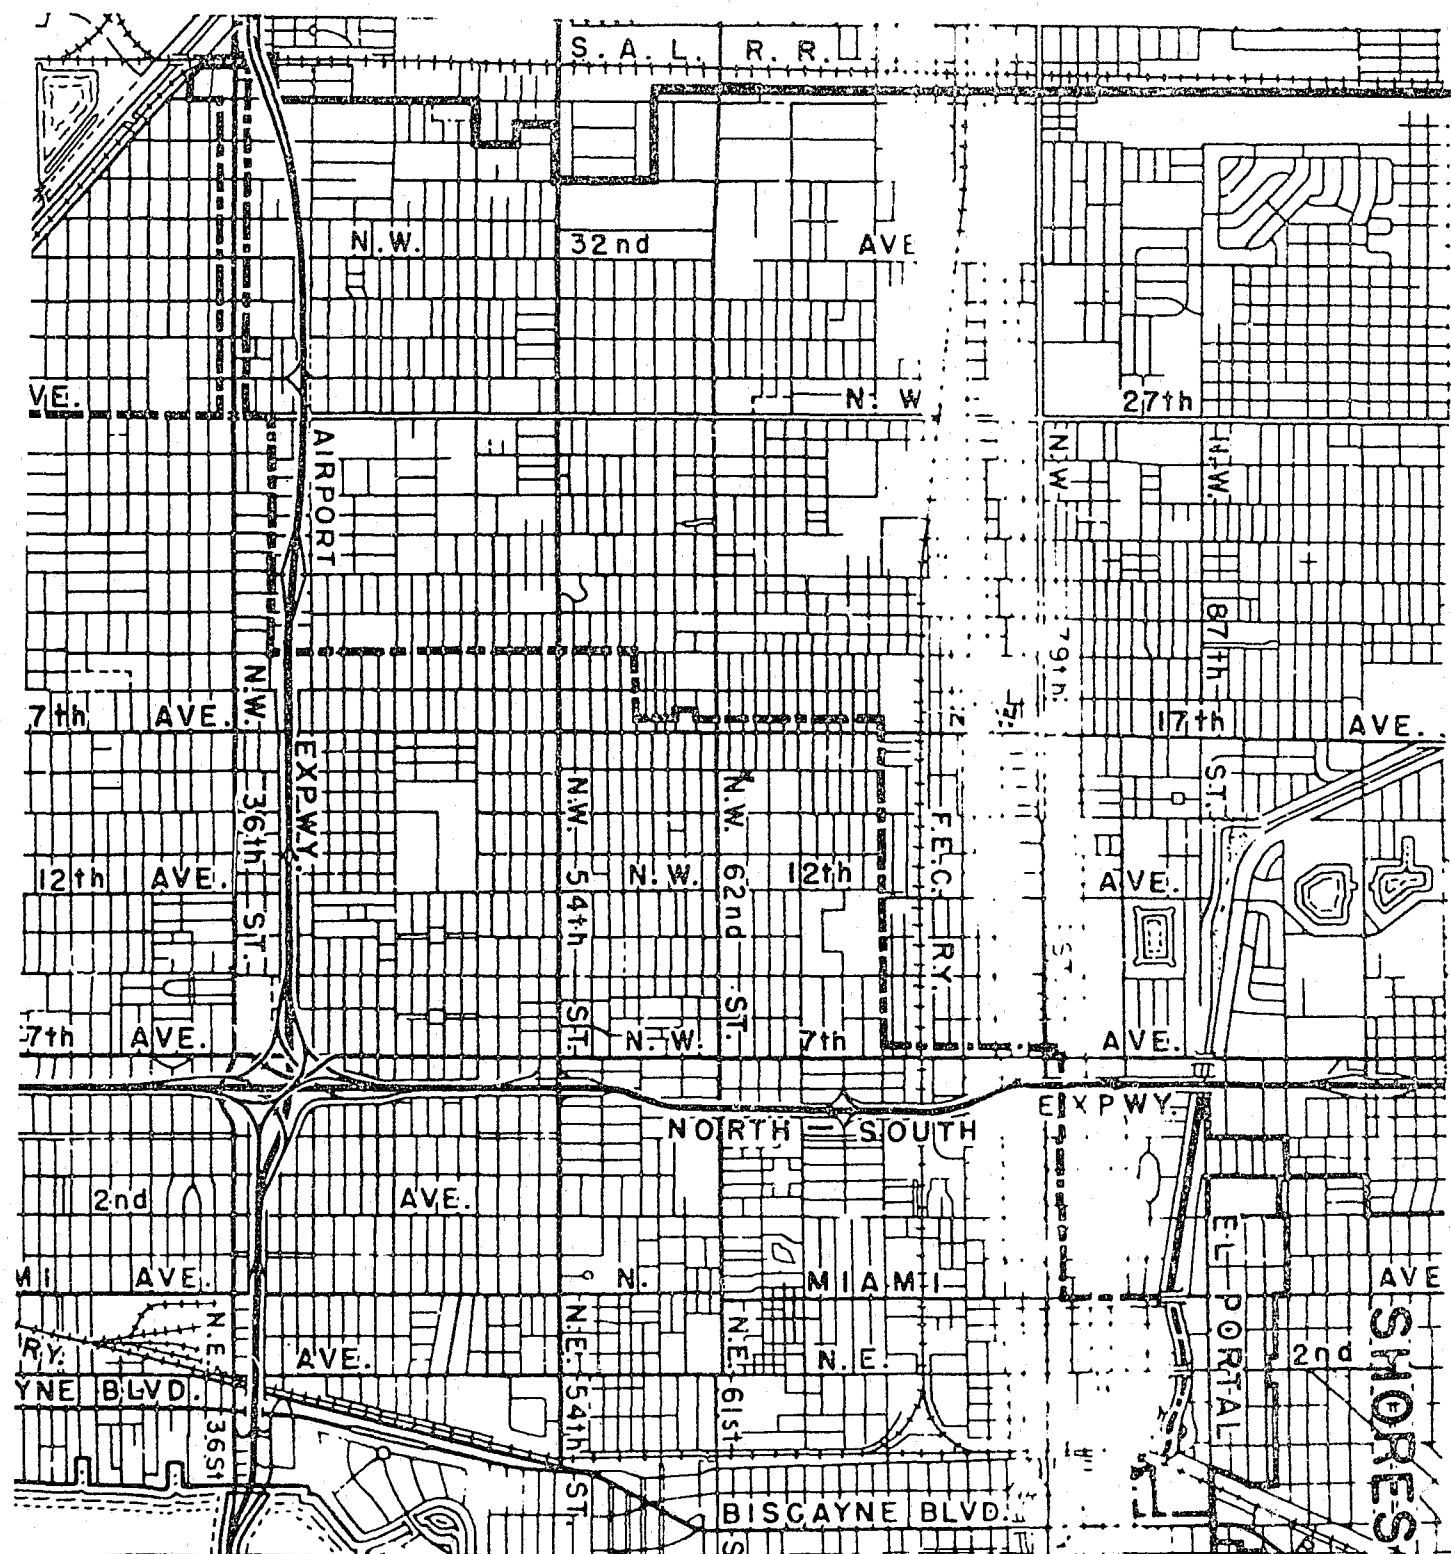 S. A. L. R. R.
N.W. 32nd AVE
VE. N. W 27th
AIRPORT EXPWY.
N.W. 36th ST.
N.W. 54th ST.
N.W. 62nd ST.
F.E.C. RY.
N.W. 79th ST.
N.W. 87th ST.
7th AVE. 17th AVE.
12th AVE. N.W. 12th AVE.
7th AVE. N.W. 7th AVE.
NORTH - SOUTH EXPWY.
2nd AVE.
MI AVE. N. MIAMI AVE
RY. AVE. N.E. 2nd
YNE BLVD.
N.E. 36St
N.E. 54th ST.
N.E. 61st
EL PORTAL
SHORES
BISCAYNE BLVD.
S